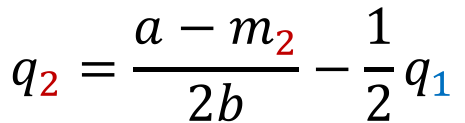 q₂ = (a − m₂)/(2b) − (1/2) q₁